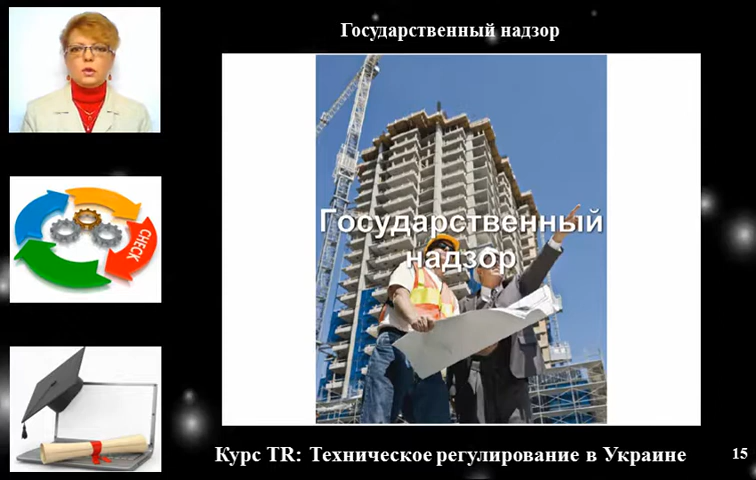 Государственный надзор
CHECK
Государственный
надзор
Курс TR: Техническое регулирование в Украине
15